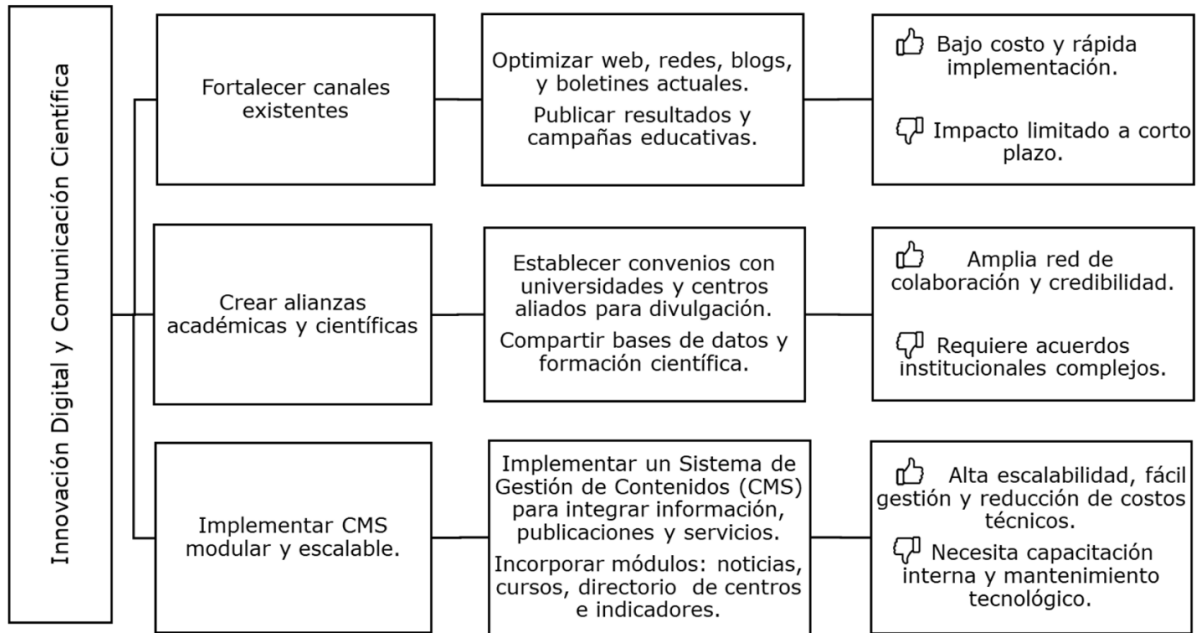 Innovación Digital y Comunicación Científica
Fortalecer canales
existentes
Optimizar web, redes, blogs,
y boletines actuales.
Publicar resultados y
campañas educativas.
Bajo costo y rápida
implementación.
Impacto limitado a corto
plazo.
Crear alianzas
académicas y científicas
Establecer convenios con
universidades y centros
aliados para divulgación.
Compartir bases de datos y
formación científica.
Amplia red de
colaboración y credibilidad.
Requiere acuerdos
institucionales complejos.
Implementar CMS
modular y escalable.
Implementar un Sistema de
Gestión de Contenidos (CMS)
para integrar información,
publicaciones y servicios.
Incorporar módulos: noticias,
cursos, directorio de centros
e indicadores.
Alta escalabilidad, fácil
gestión y reducción de costos
técnicos.
Necesita capacitación
interna y mantenimiento
tecnológico.